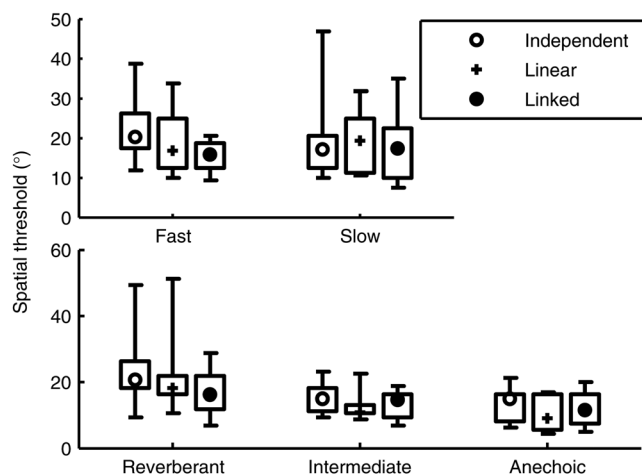 Spatial threshold (°)
50
40
30
20
10
0
Fast
Slow
Independent
Linear
Linked
60
40
20
0
Reverberant
Intermediate
Anechoic